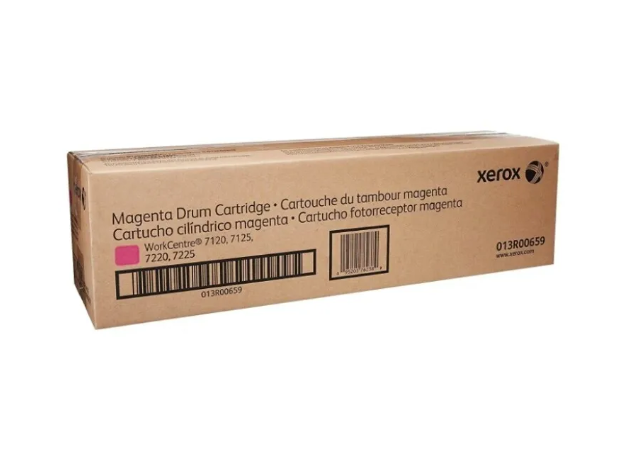 xerox
Magenta Drum Cartridge • Cartouche du tambour magenta
Cartucho cilíndrico magenta • Cartucho fotorreceptor magenta
WorkCentre® 7120, 7125,
7220, 7225
013R00659
013R00659
www.xerox.com